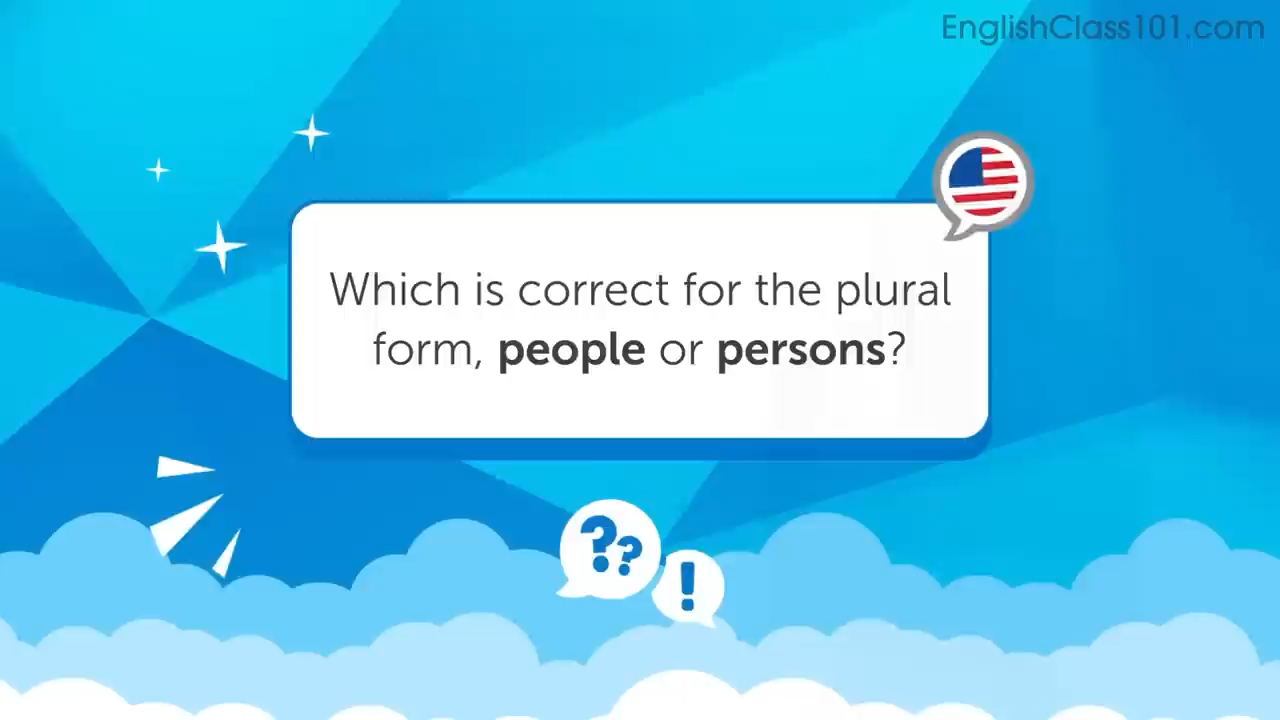 EnglishClass101.com
Which is correct for the plural
form, people or persons?
??
!